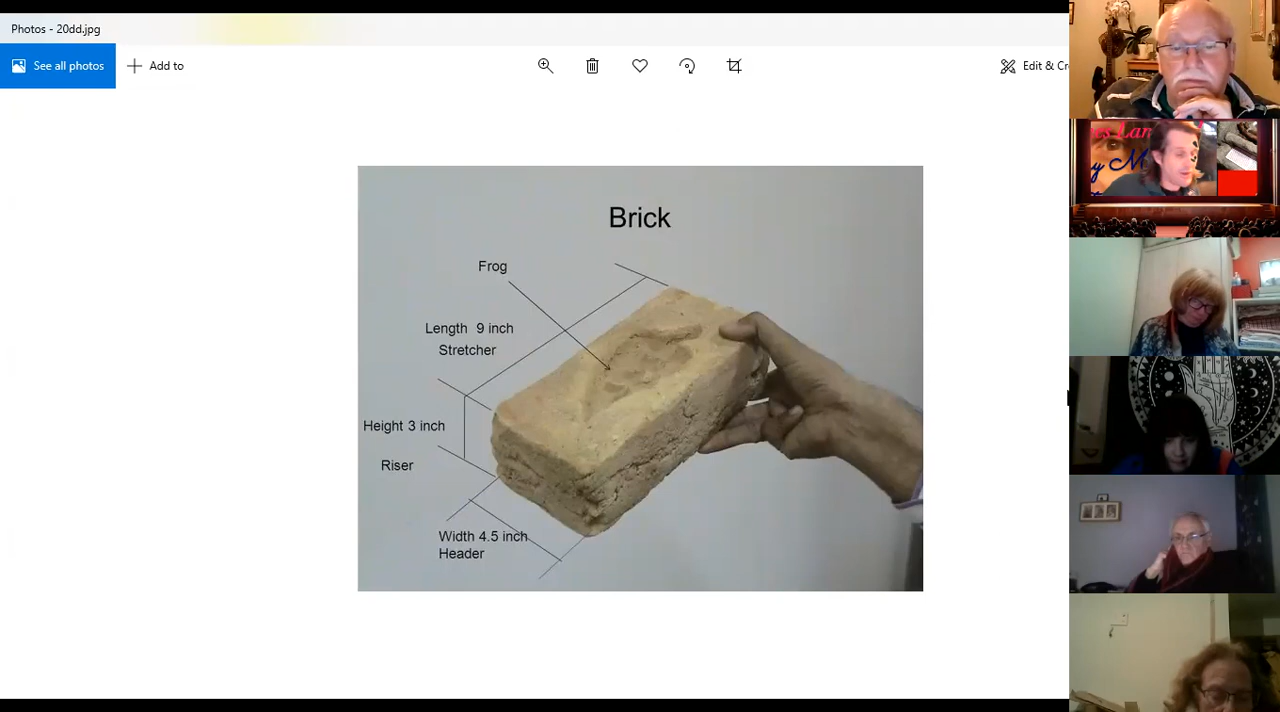 Photos - 20dd.jpg
See all photos
Add to
Edit & Cr
Brick
Frog
Length 9 inch
Stretcher
Height 3 inch
Riser
Width 4.5 inch
Header